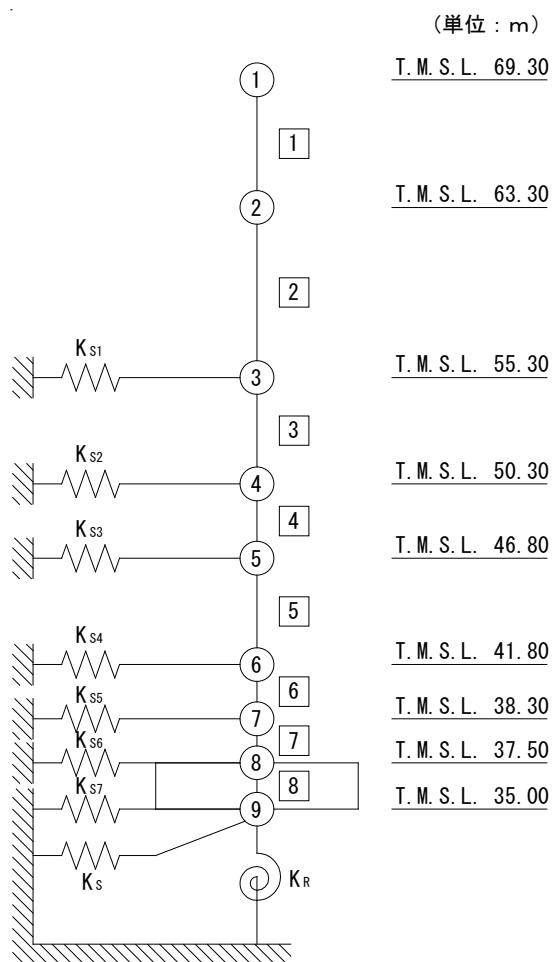 (単位:m)
① T.M.S.L. 69.30
1
② T.M.S.L. 63.30
2
KS1 ③ T.M.S.L. 55.30
3
KS2 ④ T.M.S.L. 50.30
4
KS3 ⑤ T.M.S.L. 46.80
5
KS4 ⑥ T.M.S.L. 41.80
6
KS5 ⑦ T.M.S.L. 38.30
7
KS6 ⑧ T.M.S.L. 37.50
8
KS7 ⑨ T.M.S.L. 35.00
KS KR